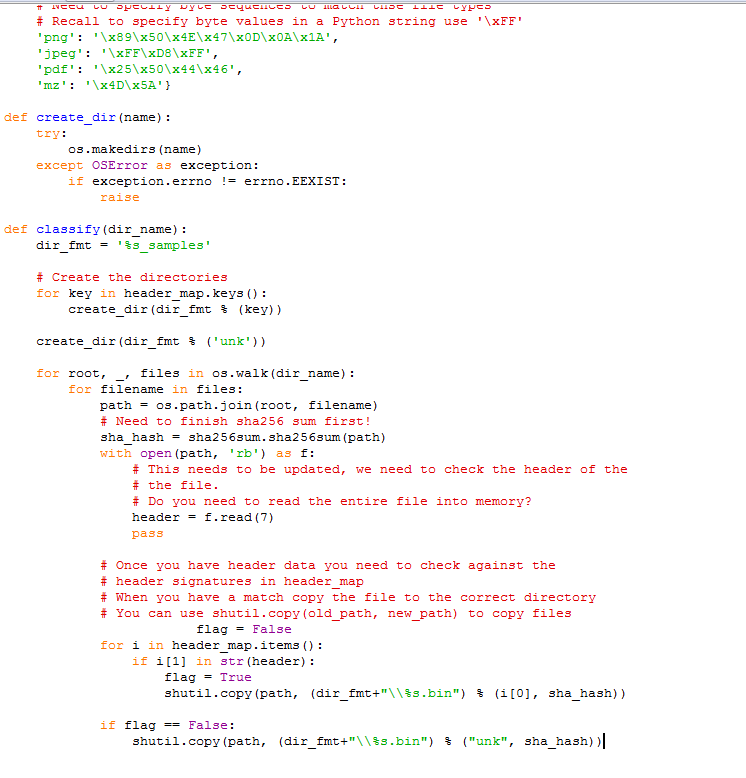 # Need to specify byte sequences to match thse file types
    # Recall to specify byte values in a Python string use '\xFF'
    'png': '\x89\x50\x4E\x47\x0D\x0A\x1A',
    'jpeg': '\xFF\xD8\xFF',
    'pdf': '\x25\x50\x44\x46',
    'mz': '\x4D\x5A'}

def create_dir(name):
    try:
        os.makedirs(name)
    except OSError as exception:
        if exception.errno != errno.EEXIST:
            raise

def classify(dir_name):
    dir_fmt = '%s_samples'

    # Create the directories
    for key in header_map.keys():
        create_dir(dir_fmt % (key))

    create_dir(dir_fmt % ('unk'))

    for root, _, files in os.walk(dir_name):
        for filename in files:
            path = os.path.join(root, filename)
            # Need to finish sha256 sum first!
            sha_hash = sha256sum.sha256sum(path)
            with open(path, 'rb') as f:
                # This needs to be updated, we need to check the header of the
                # the file.
                # Do you need to read the entire file into memory?
                header = f.read(7)
                pass

            # Once you have header data you need to check against the
            # header signatures in header_map
            # When you have a match copy the file to the correct directory
            # You can use shutil.copy(old_path, new_path) to copy files
                        flag = False
            for i in header_map.items():
                if i[1] in str(header):
                    flag = True
                    shutil.copy(path, (dir_fmt+"\\%s.bin") % (i[0], sha_hash))

            if flag == False:
                shutil.copy(path, (dir_fmt+"\\%s.bin") % ("unk", sha_hash))